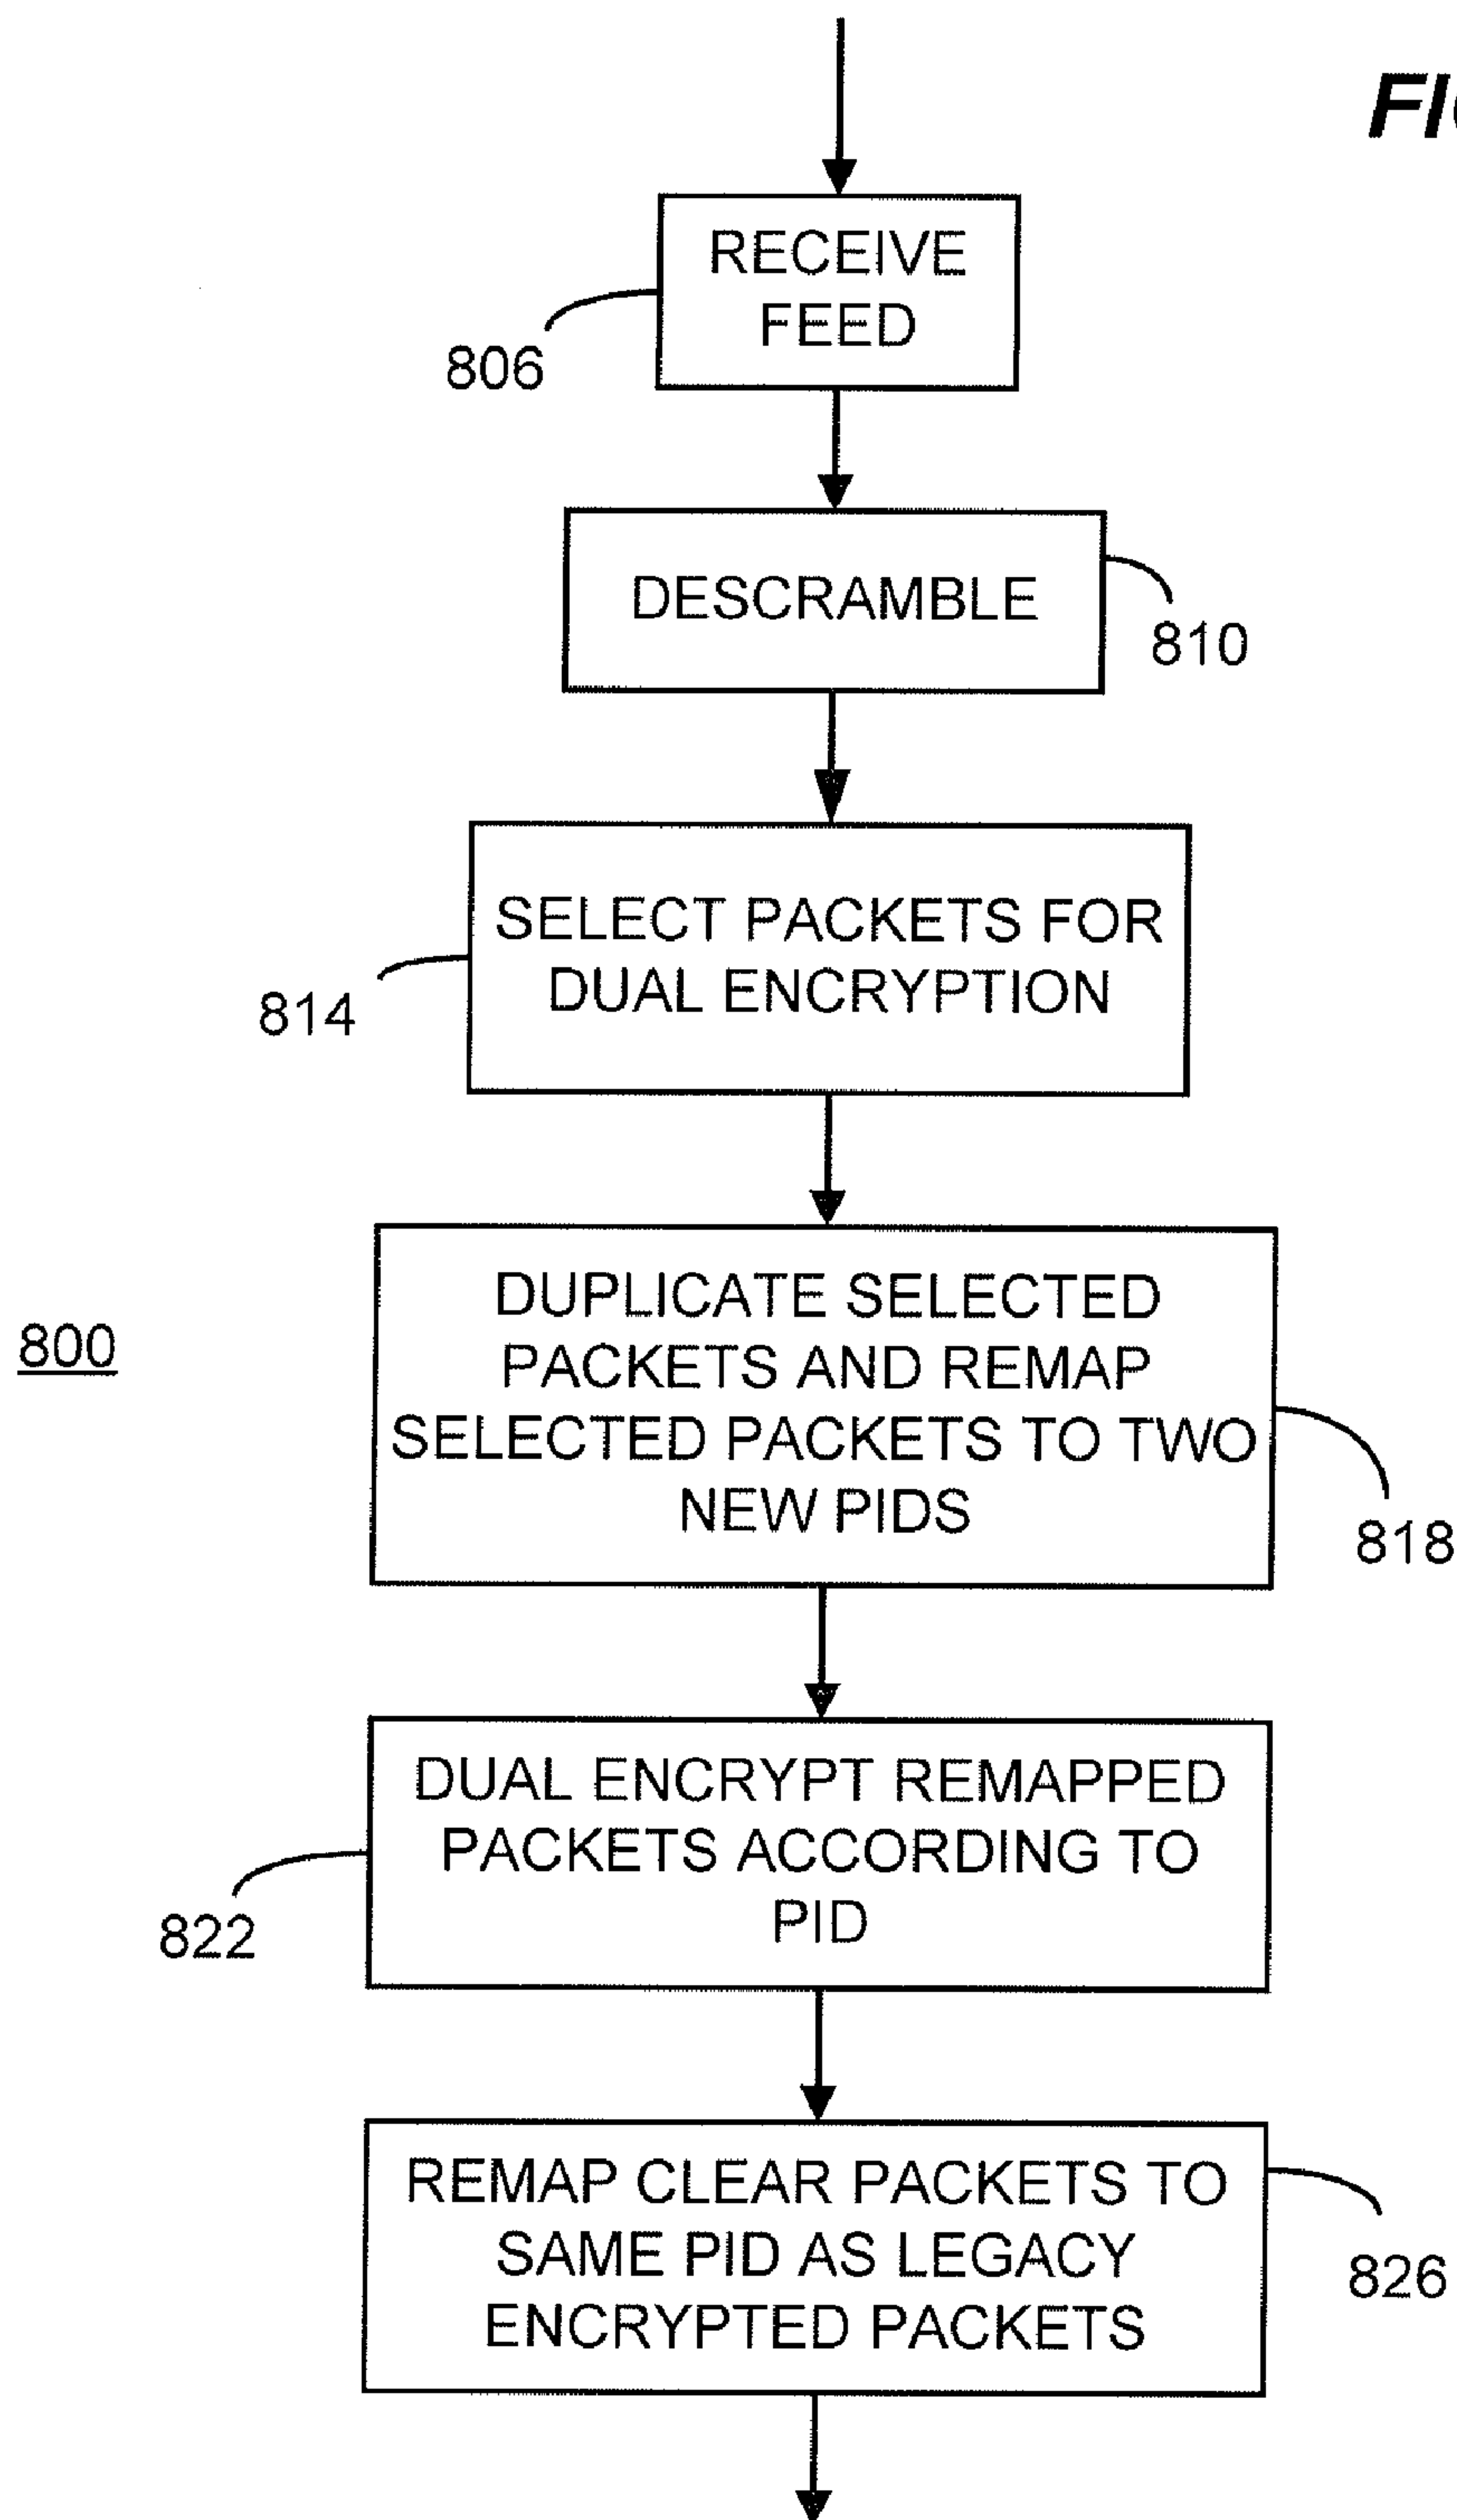 RECEIVE
FEED
806
DESCRAMBLE
810
SELECT PACKETS FOR
DUAL ENCRYPTION
814
DUPLICATE SELECTED
PACKETS AND REMAP
SELECTED PACKETS TO TWO
NEW PIDS
800
818
DUAL ENCRYPT REMAPPED
PACKETS ACCORDING TO
PID
822
REMAP CLEAR PACKETS TO
SAME PID AS LEGACY
ENCRYPTED PACKETS
826